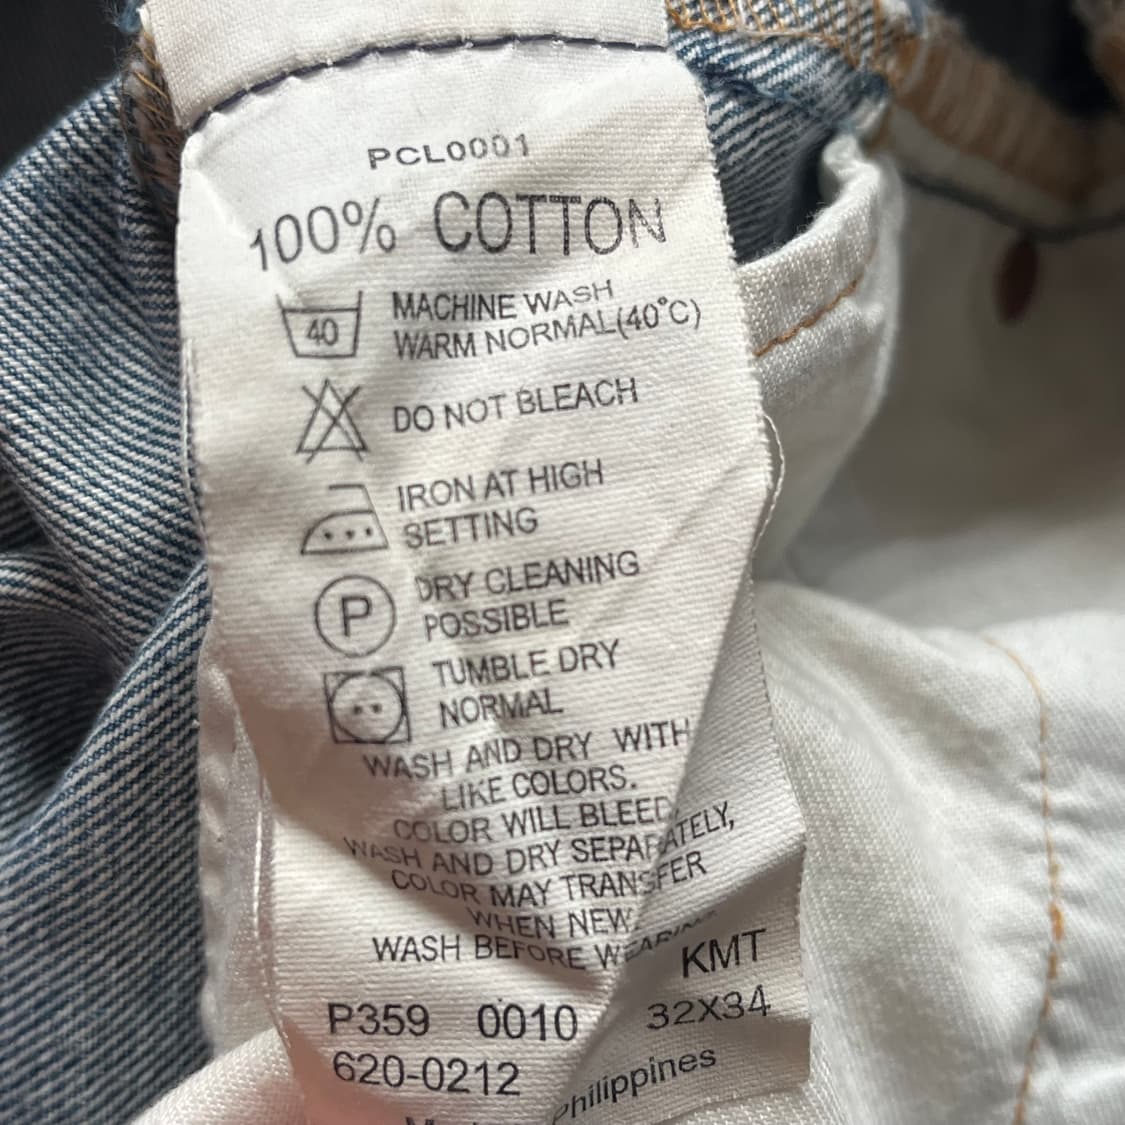 PCL0001
100% COTTON
40 MACHINE WASH
WARM NORMAL(40°C)
DO NOT BLEACH
IRON AT HIGH
SETTING
P DRY CLEANING
POSSIBLE
TUMBLE DRY
NORMAL
WASH AND DRY WITH
LIKE COLORS.
COLOR WILL BLEED
WASH AND DRY SEPARATELY,
COLOR MAY TRANSFER
WHEN NEW.
WASH BEFORE WEARING
KMT
P359 0010 32X34
620-0212
Philippines